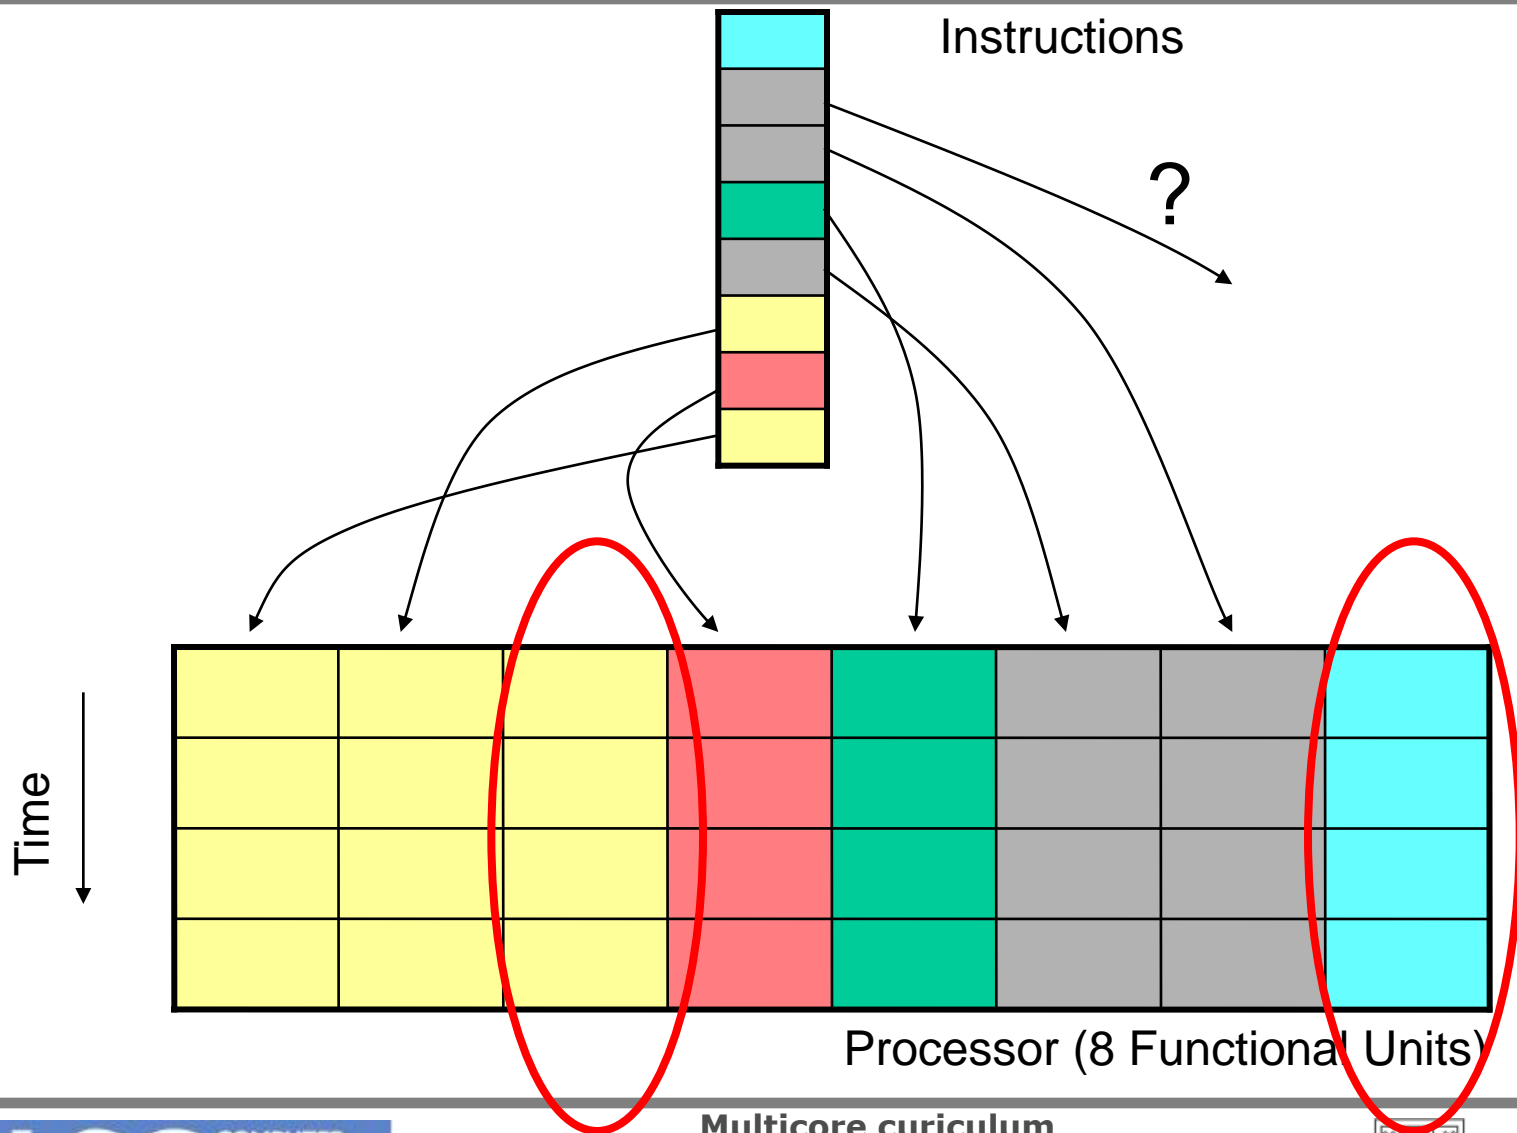 Instructions
?
Time
Processor (8 Functional Units)
Multicore curiculum